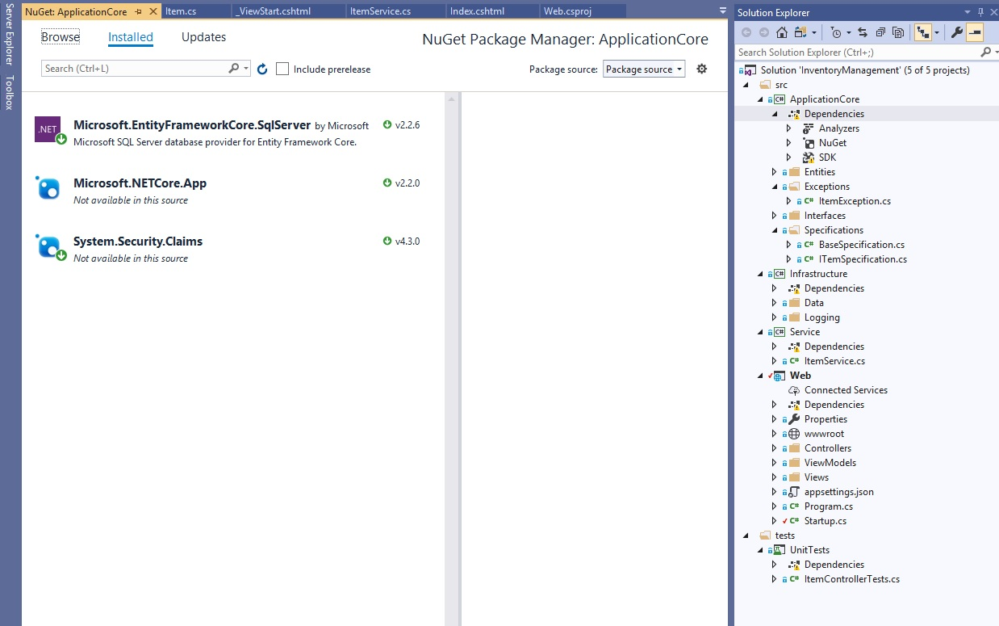 Server Explorer
Toolbox
NuGet: ApplicationCore
Item.cs
_ViewStart.cshtml
ItemService.cs
Index.cshtml
Web.csproj
Browse
Installed
Updates
NuGet Package Manager: ApplicationCore
Search (Ctrl+L)
Include prerelease
Package source: Package source
.NET
Microsoft.EntityFrameworkCore.SqlServer by Microsoft
v2.2.6
Microsoft SQL Server database provider for Entity Framework Core.
Microsoft.NETCore.App
v2.2.0
Not available in this source
System.Security.Claims
v4.3.0
Not available in this source
Solution Explorer
Search Solution Explorer (Ctrl+;)
Solution 'InventoryManagement' (5 of 5 projects)
src
C# ApplicationCore
Dependencies
Analyzers
NuGet
SDK
Entities
Exceptions
C# ItemException.cs
Interfaces
Specifications
C# BaseSpecification.cs
C# ITemSpecification.cs
C# Infrastructure
Dependencies
Data
Logging
C# Service
Dependencies
C# ItemService.cs
Web
Connected Services
Dependencies
Properties
wwwroot
Controllers
ViewModels
Views
appsettings.json
C# Program.cs
C# Startup.cs
tests
UnitTests
Dependencies
C# ItemControllerTests.cs